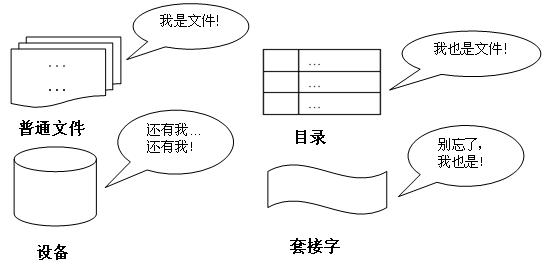 我是文件!
...
...
普通文件
我也是文件!
...
...
...
目录
还有我...
还有我!
设备
别忘了,
我也是!
套接字